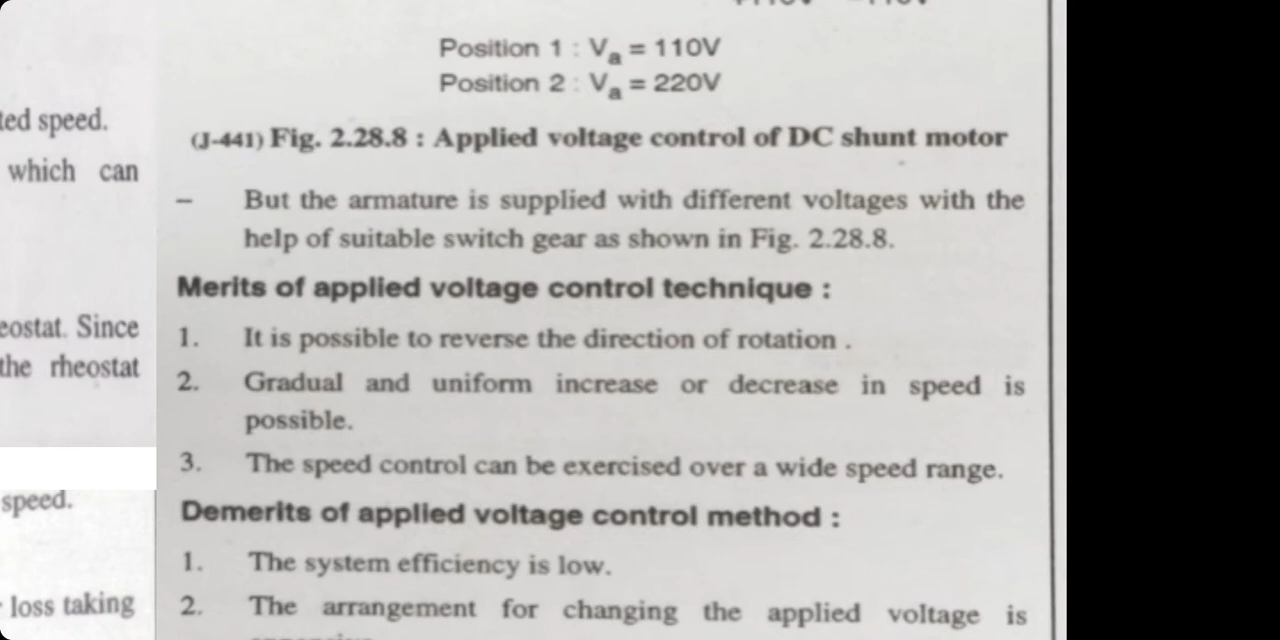 ted speed.
which can
eostat. Since
the rheostat
speed.
loss taking
Position 1 : Va = 110V
Position 2 : Va = 220V
(J-441) Fig. 2.28.8 : Applied voltage control of DC shunt motor
– But the armature is supplied with different voltages with the
help of suitable switch gear as shown in Fig. 2.28.8.
Merits of applied voltage control technique :
1. It is possible to reverse the direction of rotation .
2. Gradual and uniform increase or decrease in speed is
possible.
3. The speed control can be exercised over a wide speed range.
Demerits of applied voltage control method :
1. The system efficiency is low.
2. The arrangement for changing the applied voltage is